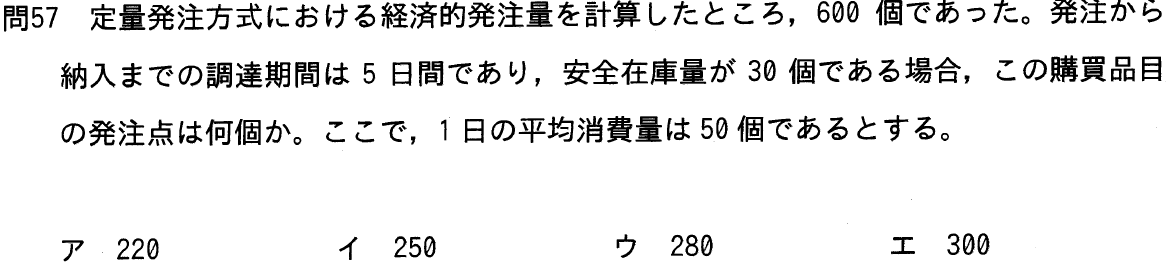 問57　定量発注方式における経済的発注量を計算したところ，600 個であった。発注から
納入までの調達期間は 5 日間であり，安全在庫量が 30 個である場合，この購買品目
の発注点は何個か。ここで，1 日の平均消費量は 50 個であるとする。
ア　220　イ　250　ウ　280　エ　300